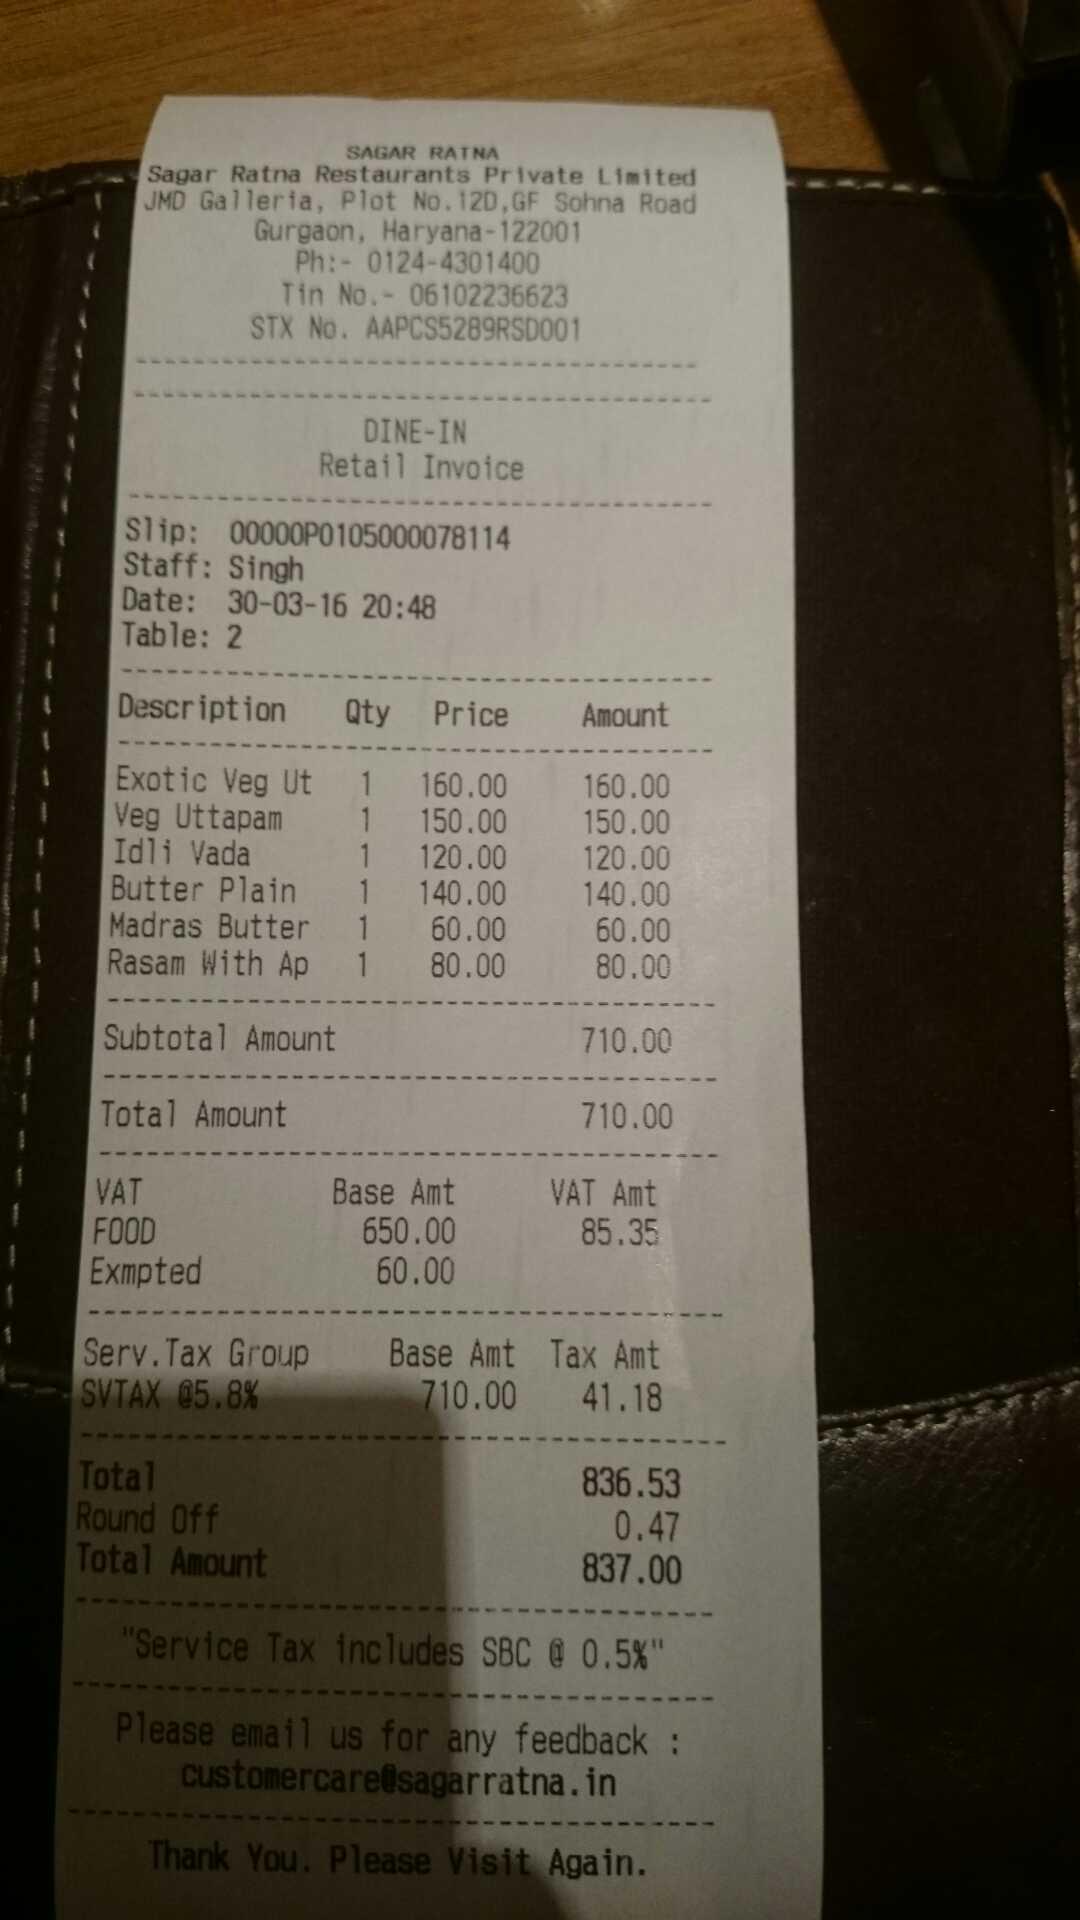 SAGAR RATNA
Sagar Ratna Restaurants Private Limited
JMD Galleria, Plot No.12D,GF Sohna Road
Gurgaon, Haryana-122001
Ph:- 0124-4301400
Tin No.- 06102236623
STX No. AAPCS5289RSD001
DINE-IN
Retail Invoice
Slip: 00000P0105000078114
Staff: Singh
Date: 30-03-16 20:48
Table: 2
Description Qty Price Amount
Exotic Veg Ut 1 160.00 160.00
Veg Uttapam 1 150.00 150.00
Idli Vada 1 120.00 120.00
Butter Plain 1 140.00 140.00
Madras Butter 1 60.00 60.00
Rasam With Ap 1 80.00 80.00
Subtotal Amount 710.00
Total Amount 710.00
VAT Base Amt VAT Amt
FOOD 650.00 85.35
Exmpted 60.00
Serv.Tax Group Base Amt Tax Amt
SVTAX @5.8% 710.00 41.18
Total 836.53
Round Off 0.47
Total Amount 837.00
"Service Tax includes SBC @ 0.5%"
Please email us for any feedback :
customercare@sagarratna.in
Thank You. Please Visit Again.